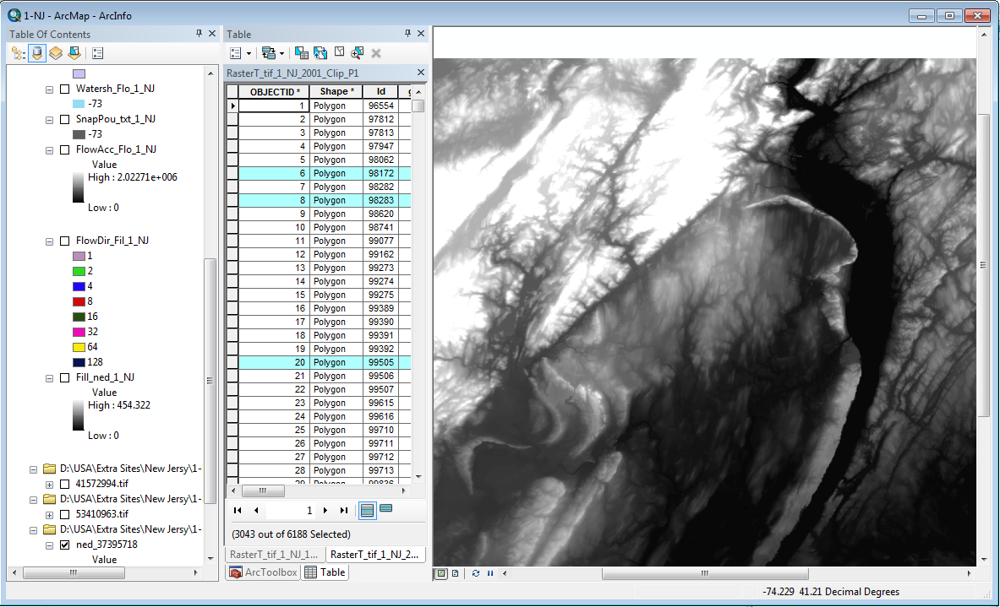 1-NJ - ArcMap - ArcInfo
Table Of Contents
Watersh_Flo_1_NJ
-73
SnapPou_txt_1_NJ
-73
FlowAcc_Flo_1_NJ
Value
High : 2.02271e+006
Low : 0
FlowDir_Fil_1_NJ
1
2
4
8
16
32
64
128
Fill_ned_1_NJ
Value
High : 454.322
Low : 0
D:\USA\Extra Sites\New Jersy\1-
41572994.tif
D:\USA\Extra Sites\New Jersy\1-
53410963.tif
D:\USA\Extra Sites\New Jersy\1-
ned_37395718
Value
Table
RasterT_tif_1_NJ_2001_Clip_P1
OBJECTID * Shape * Id
1 Polygon 96554
2 Polygon 97812
3 Polygon 97813
4 Polygon 97947
5 Polygon 98062
6 Polygon 98172
7 Polygon 98282
8 Polygon 98283
9 Polygon 98620
10 Polygon 98741
11 Polygon 99077
12 Polygon 99162
13 Polygon 99273
14 Polygon 99274
15 Polygon 99275
16 Polygon 99389
17 Polygon 99390
18 Polygon 99391
19 Polygon 99392
20 Polygon 99505
21 Polygon 99506
22 Polygon 99507
23 Polygon 99615
24 Polygon 99616
25 Polygon 99710
26 Polygon 99711
27 Polygon 99712
28 Polygon 99713
29 Polygon 99836
1
(3043 out of 6188 Selected)
RasterT_tif_1_NJ_1... RasterT_tif_1_NJ_2...
ArcToolbox Table
-74.229 41.21 Decimal Degrees